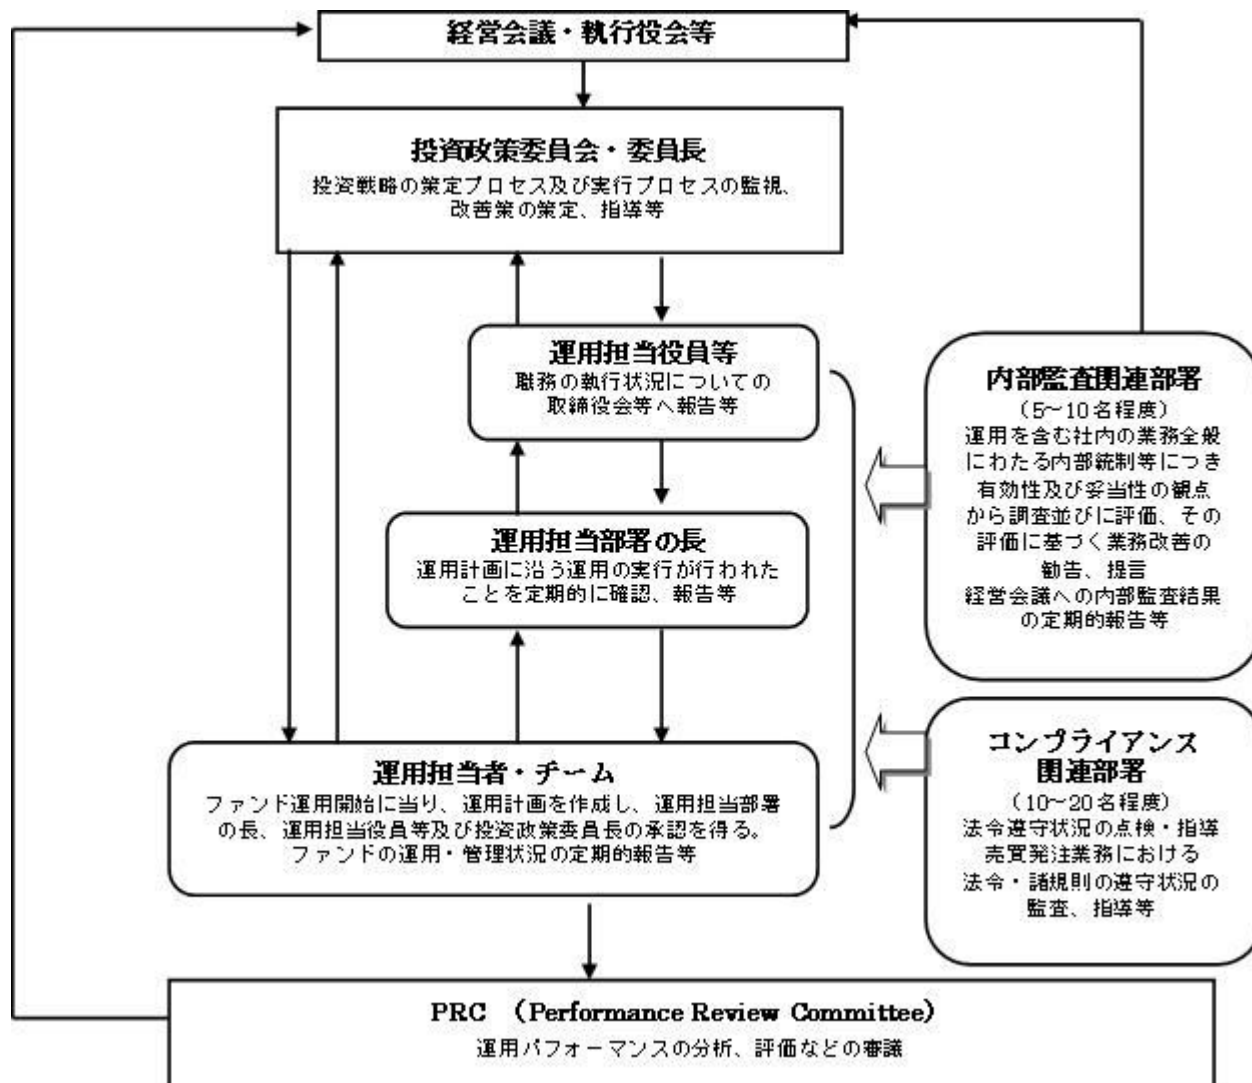 経営会議・執行役会等
投資政策委員会・委員長
投資戦略の策定プロセス及び実行プロセスの監視、
改善策の策定、指導等
運用担当役員等
職務の執行状況についての
取締役会等へ報告等
運用担当部署の長
運用計画に沿う運用の実行が行われた
ことを定期的に確認、報告等
運用担当者・チーム
ファンド運用開始に当り、運用計画を作成し、運用担当部署
の長、運用担当役員等及び投資政策委員長の承認を得る。
ファンドの運用・管理状況の定期的報告等
内部監査関連部署
（5～10名程度）
運用を含む社内の業務全般
にわたる内部統制等につき
有効性及び妥当性の観点
から調査並びに評価、その
評価に基づく業務改善の
勧告、提言
経営会議への内部監査結果
の定期的報告等
コンプライアンス
関連部署
（10～20名程度）
法令遵守状況の点検・指導
売買発注業務における
法令・諸規則の遵守状況の
監査、指導等
PRC （Performance Review Committee）
運用パフォーマンスの分析、評価などの審議